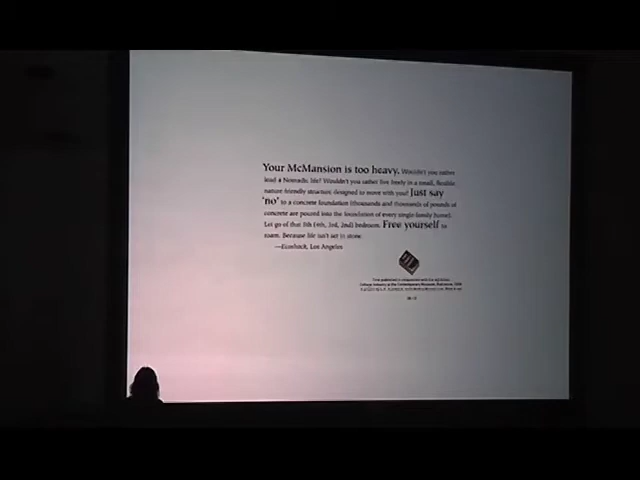 Your McMansion is too heavy. Wouldn't you rather
lead a Nomadic life? Wouldn't you rather live freely in a small, flexible
nature-friendly structure designed to move with you? Just say
'no' to a concrete foundation (thousands and thousands of pounds of
concrete are poured into the foundation of every single-family home).
Let go of that 5th (4th, 3rd, 2nd) bedroom. Free yourself to
roam. Because life isn't set in stone.
—Ecoshack, Los Angeles